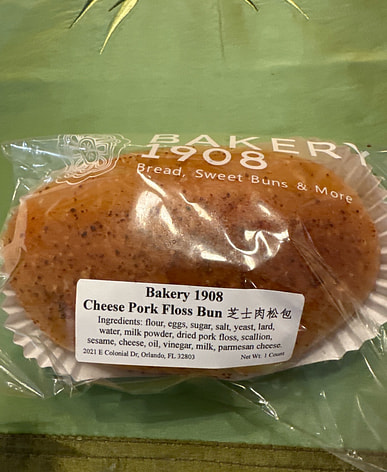 BAKERY
1908
Bread, Sweet Buns & More
Bakery 1908
Cheese Pork Floss Bun 芝士肉松包
Ingredients: flour, eggs, sugar, salt, yeast, lard,
water, milk powder, dried pork floss, scallion,
sesame, cheese, oil, vinegar, milk, parmesan cheese.
2021 E Colonial Dr, Orlando, FL 32803 Net Wt: 1 Count